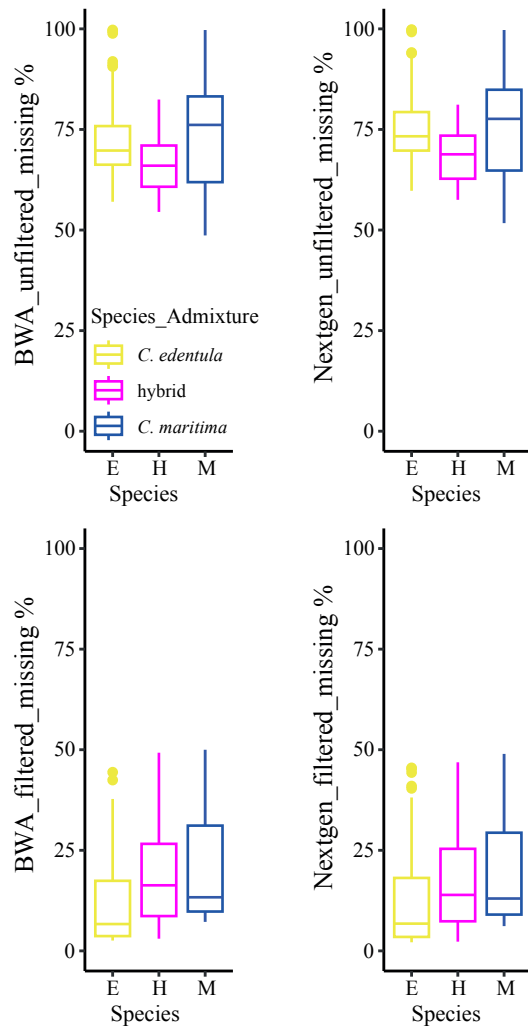 BWA_unfiltered_missing %
100
75
50
25
0
Species_Admixture
C. edentula
hybrid
C. maritima
E H M
Species
Nextgen_unfiltered_missing %
100
75
50
25
0
E H M
Species
BWA_filtered_missing %
100
75
50
25
0
E H M
Species
Nextgen_filtered_missing %
100
75
50
25
0
E H M
Species